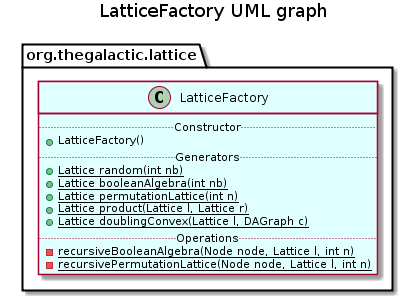 LatticeFactory UML graph
org.thegalactic.lattice
C LatticeFactory
Constructor
LatticeFactory()
Generators
Lattice random(int nb)
Lattice booleanAlgebra(int nb)
Lattice permutationLattice(int n)
Lattice product(Lattice l, Lattice r)
Lattice doublingConvex(Lattice l, DAGraph c)
Operations
recursiveBooleanAlgebra(Node node, Lattice l, int n)
recursivePermutationLattice(Node node, Lattice l, int n)